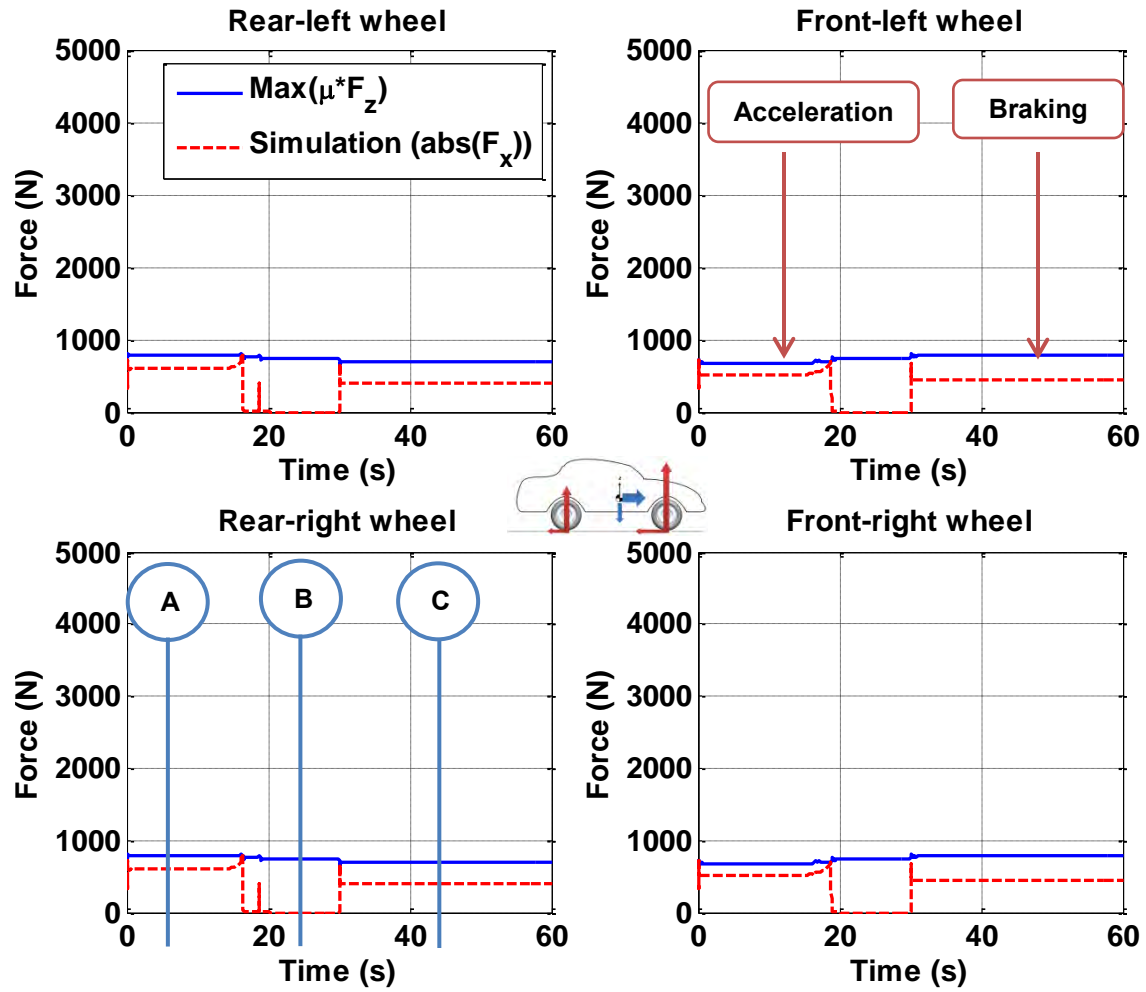 Rear-left wheel
5000
4000
3000
2000
1000
0
Force (N)
Max(μ*F_z)
Simulation (abs(F_x))
0 20 40 60
Time (s)
Front-left wheel
5000
4000
3000
2000
1000
0
Force (N)
Acceleration
Braking
0 20 40 60
Time (s)
Rear-right wheel
5000
4000
3000
2000
1000
0
Force (N)
A
B
C
0 20 40 60
Time (s)
Front-right wheel
5000
4000
3000
2000
1000
0
Force (N)
0 20 40 60
Time (s)